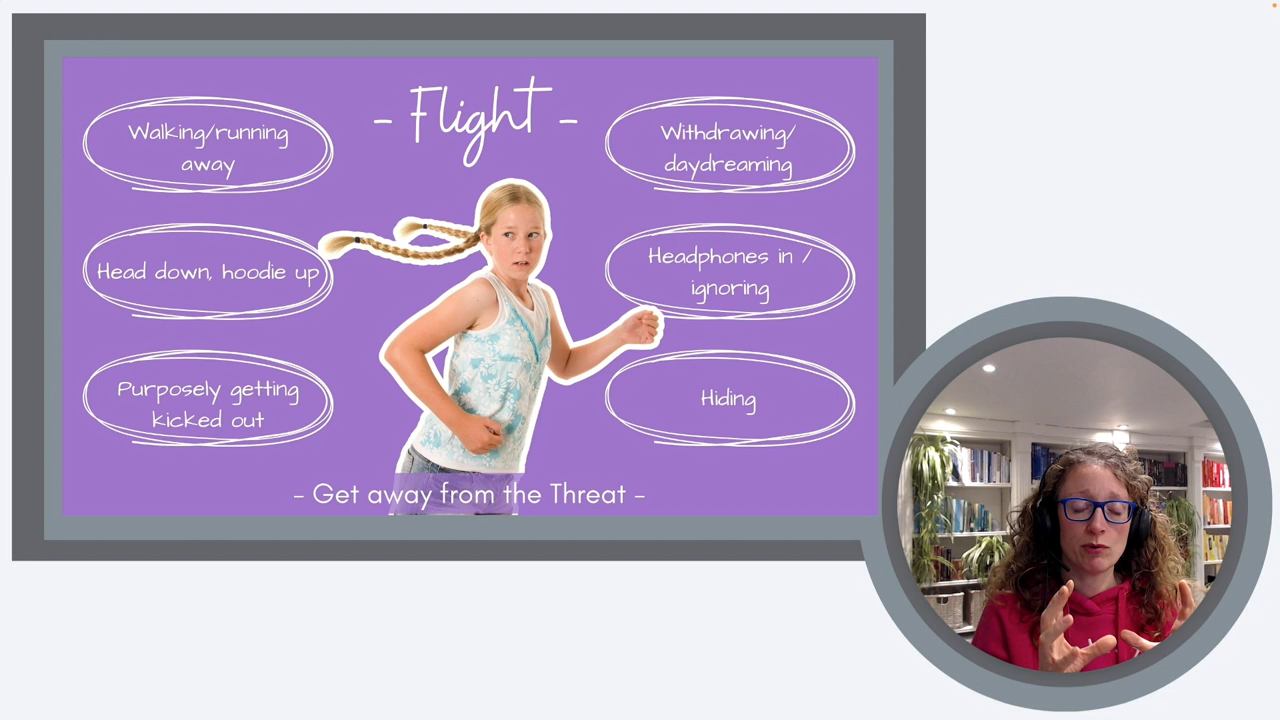 - Flight -
Walking/running
away
Head down, hoodie up
Purposely getting
kicked out
Withdrawing/
daydreaming
Headphones in /
ignoring
Hiding
- Get away from the Threat -